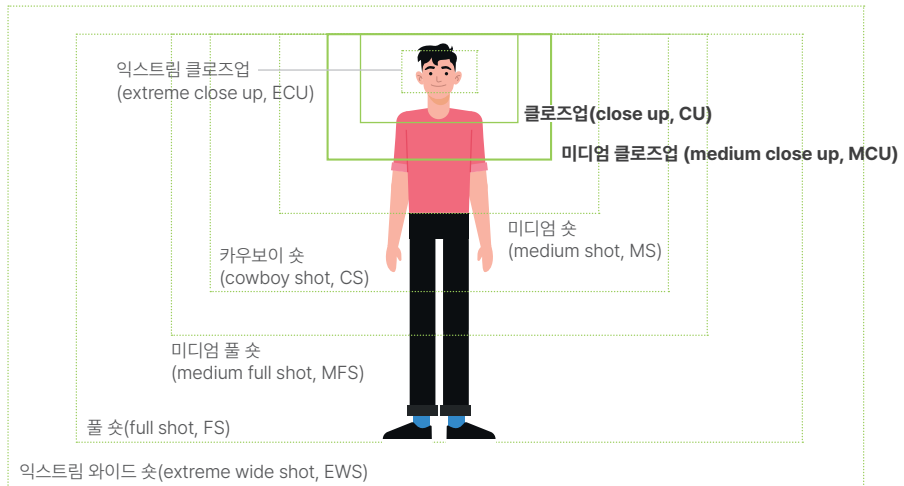 익스트림 클로즈업
(extreme close up, ECU)
클로즈업(close up, CU)
미디엄 클로즈업 (medium close up, MCU)
미디엄 숏
(medium shot, MS)
카우보이 숏
(cowboy shot, CS)
미디엄 풀 숏
(medium full shot, MFS)
풀 숏(full shot, FS)
익스트림 와이드 숏(extreme wide shot, EWS)